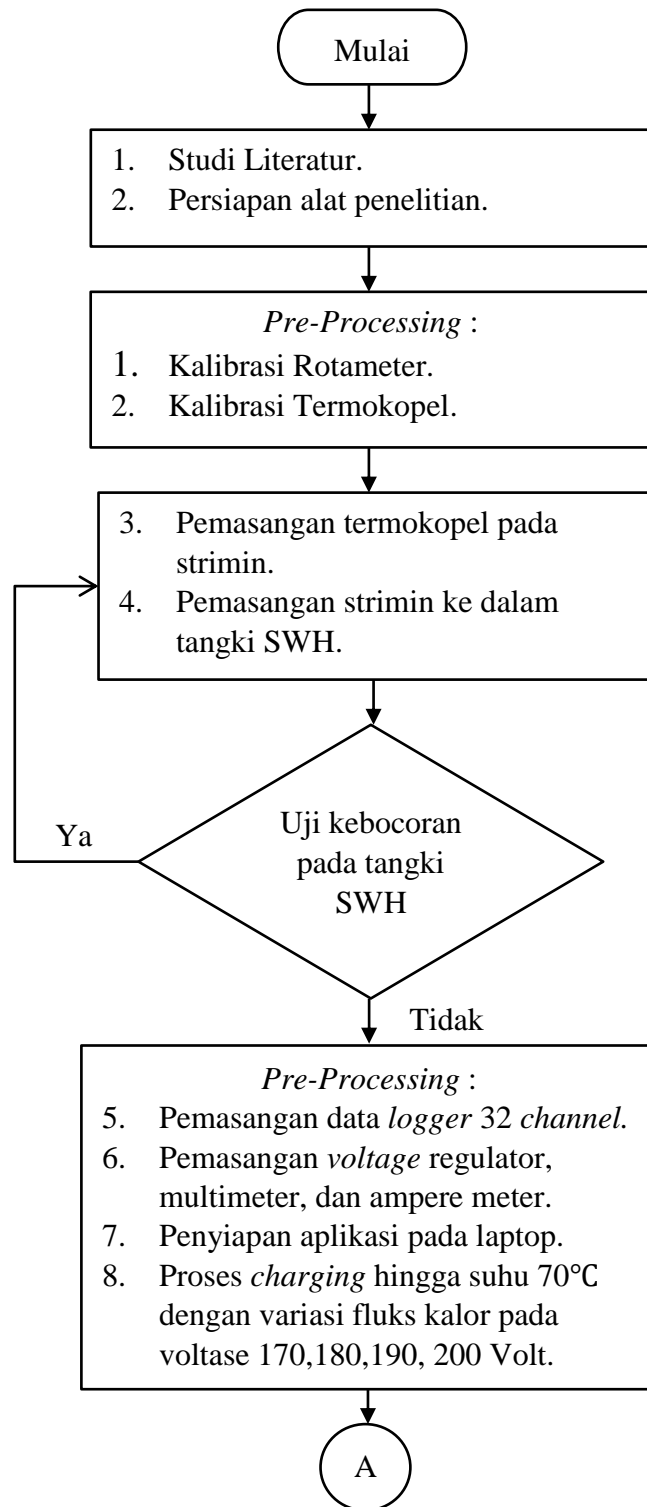 Mulai
1. Studi Literatur.
2. Persiapan alat penelitian.
Pre-Processing :
1. Kalibrasi Rotameter.
2. Kalibrasi Termokopel.
3. Pemasangan termokopel pada
strimin.
4. Pemasangan strimin ke dalam
tangki SWH.
Ya
Uji kebocoran
pada tangki
SWH
Tidak
Pre-Processing :
5. Pemasangan data logger 32 channel.
6. Pemasangan voltage regulator,
multimeter, dan ampere meter.
7. Penyiapan aplikasi pada laptop.
8. Proses charging hingga suhu 70℃
dengan variasi fluks kalor pada
voltase 170,180,190, 200 Volt.
A